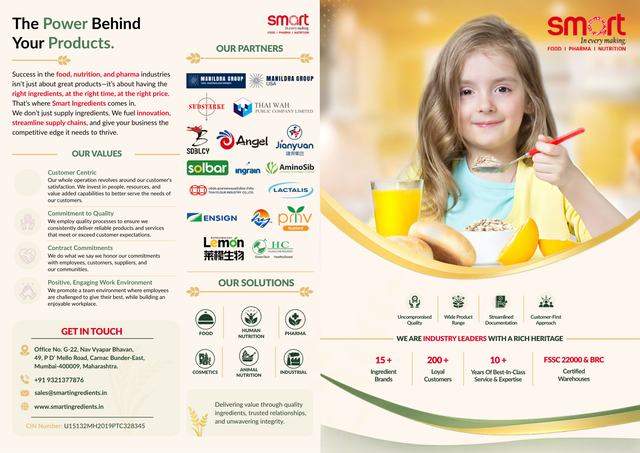 The Power Behind
Your Products.
Success in the food, nutrition, and pharma industries
isn't just about great products—it's about having the
right ingredients, at the right time, at the right price.
That's where Smart Ingredients comes in.
We don't just supply ingredients. We fuel innovation,
streamline supply chains, and give your business the
competitive edge it needs to thrive.
OUR VALUES
Customer Centric
Our whole operation revolves around our customer's
satisfaction. We invest in people, resources, and
value added capabilities to better serve the needs of
our customers.
Commitment to Quality
We employ quality processes to ensure we
consistently deliver reliable products and services
that meet or exceed customer expectations.
Contract Commitments
We do what we say we honor our commitments
with employees, customers, suppliers, and
our communities.
Positive, Engaging Work Environment
We promote a team environment where employees
are challenged to give their best, while building an
enjoyable workplace.
GET IN TOUCH
Office No. G-22, Nav Vyapar Bhavan,
49, P D' Mello Road, Carnac Bunder-East,
Mumbai-400009, Maharastra.
+91 9321377876
sales@smartingredients.in
www.smartingredients.in
CIN Number: U15132MH2019PTC328345
smart
In every making.
FOOD | PHARMA | NUTRITION
OUR PARTNERS
MANILDRA GROUP
MANILDRA GROUP
USA
SUDSTÄRKE
THAI WAH
PUBLIC COMPANY LIMITED
SDBLCY
Angel
Jianyuan
solbar
ingrain
AminoSib
LACTALIS
ENSIGN
pmv
Lemon
莱檬生物
HC
OUR SOLUTIONS
FOOD
HUMAN
NUTRITION
PHARMA
COSMETICS
ANIMAL
NUTRITION
INDUSTRIAL
Delivering value through quality
ingredients, trusted relationships,
and unwavering integrity.
smart
In every making.
FOOD | PHARMA | NUTRITION
Uncompromised
Quality
Wide Product
Range
Streamlined
Documentation
Customer-First
Approach
WE ARE INDUSTRY LEADERS WITH A RICH HERITAGE
15 +
Ingredient
Brands
200 +
Loyal
Customers
10 +
Years Of Best-In-Class
Service & Expertise
FSSC 22000 & BRC
Certified
Warehouses